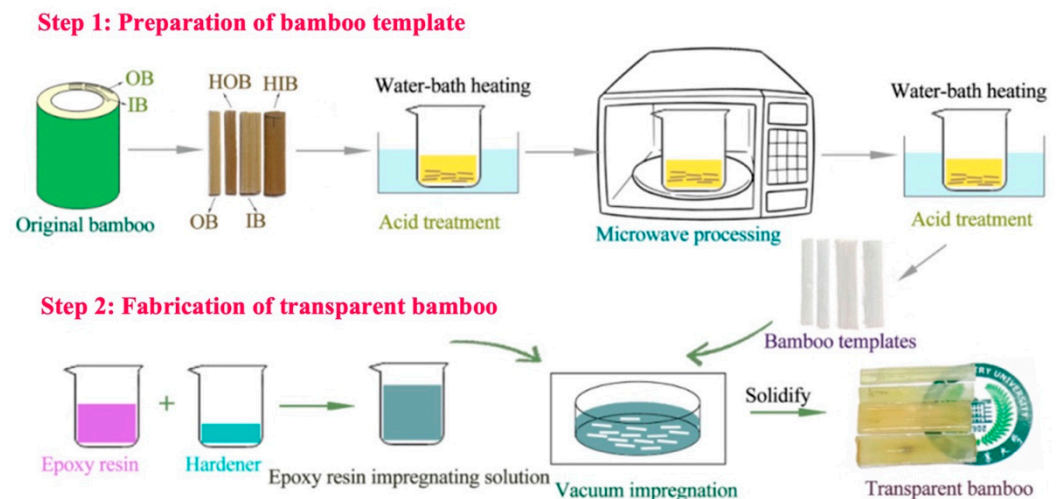 Step 1: Preparation of bamboo template
OB
IB
HOB HIB
OB IB
Original bamboo
Water-bath heating
Acid treatment
Microwave processing
Water-bath heating
Acid treatment
Bamboo templates
Step 2: Fabrication of transparent bamboo
Epoxy resin
+
Hardener
Epoxy resin impregnating solution
Vacuum impregnation
Solidify
UNIVERSITY
Transparent bamboo